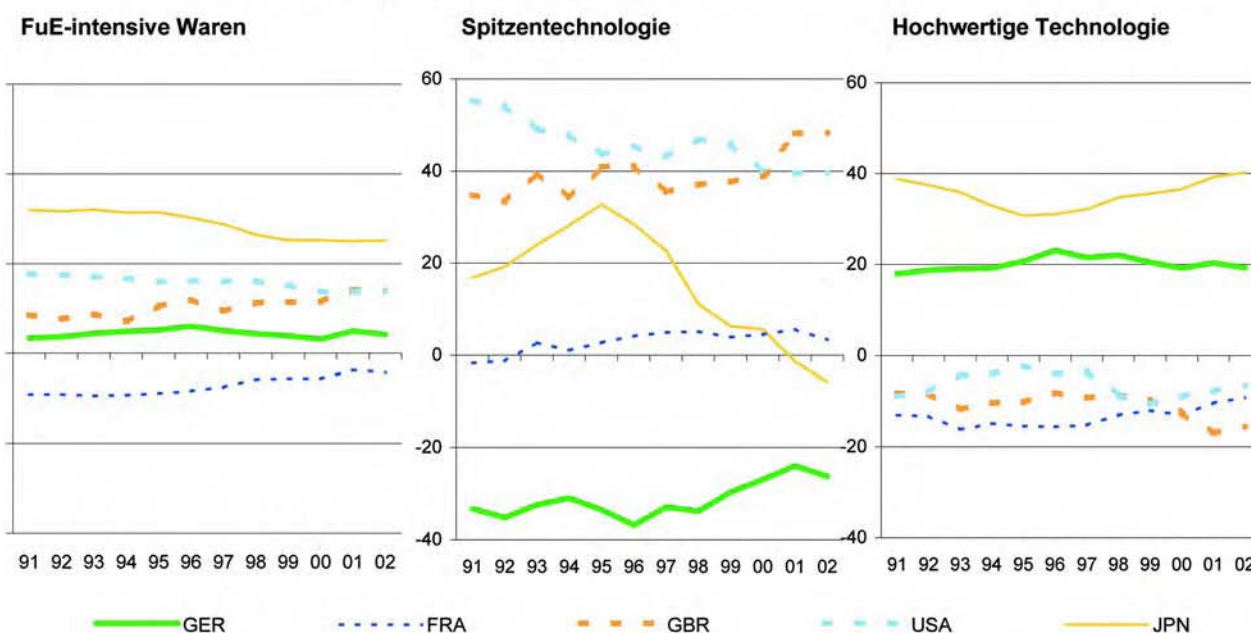 FuE-intensive Waren
Spitzentechnologie
Hochwertige Technologie
60
40
20
0
-20
-40
60
40
20
0
-20
-40
91 92 93 94 95 96 97 98 99 00 01 02
91 92 93 94 95 96 97 98 99 00 01 02
91 92 93 94 95 96 97 98 99 00 01 02
GER FRA GBR USA JPN